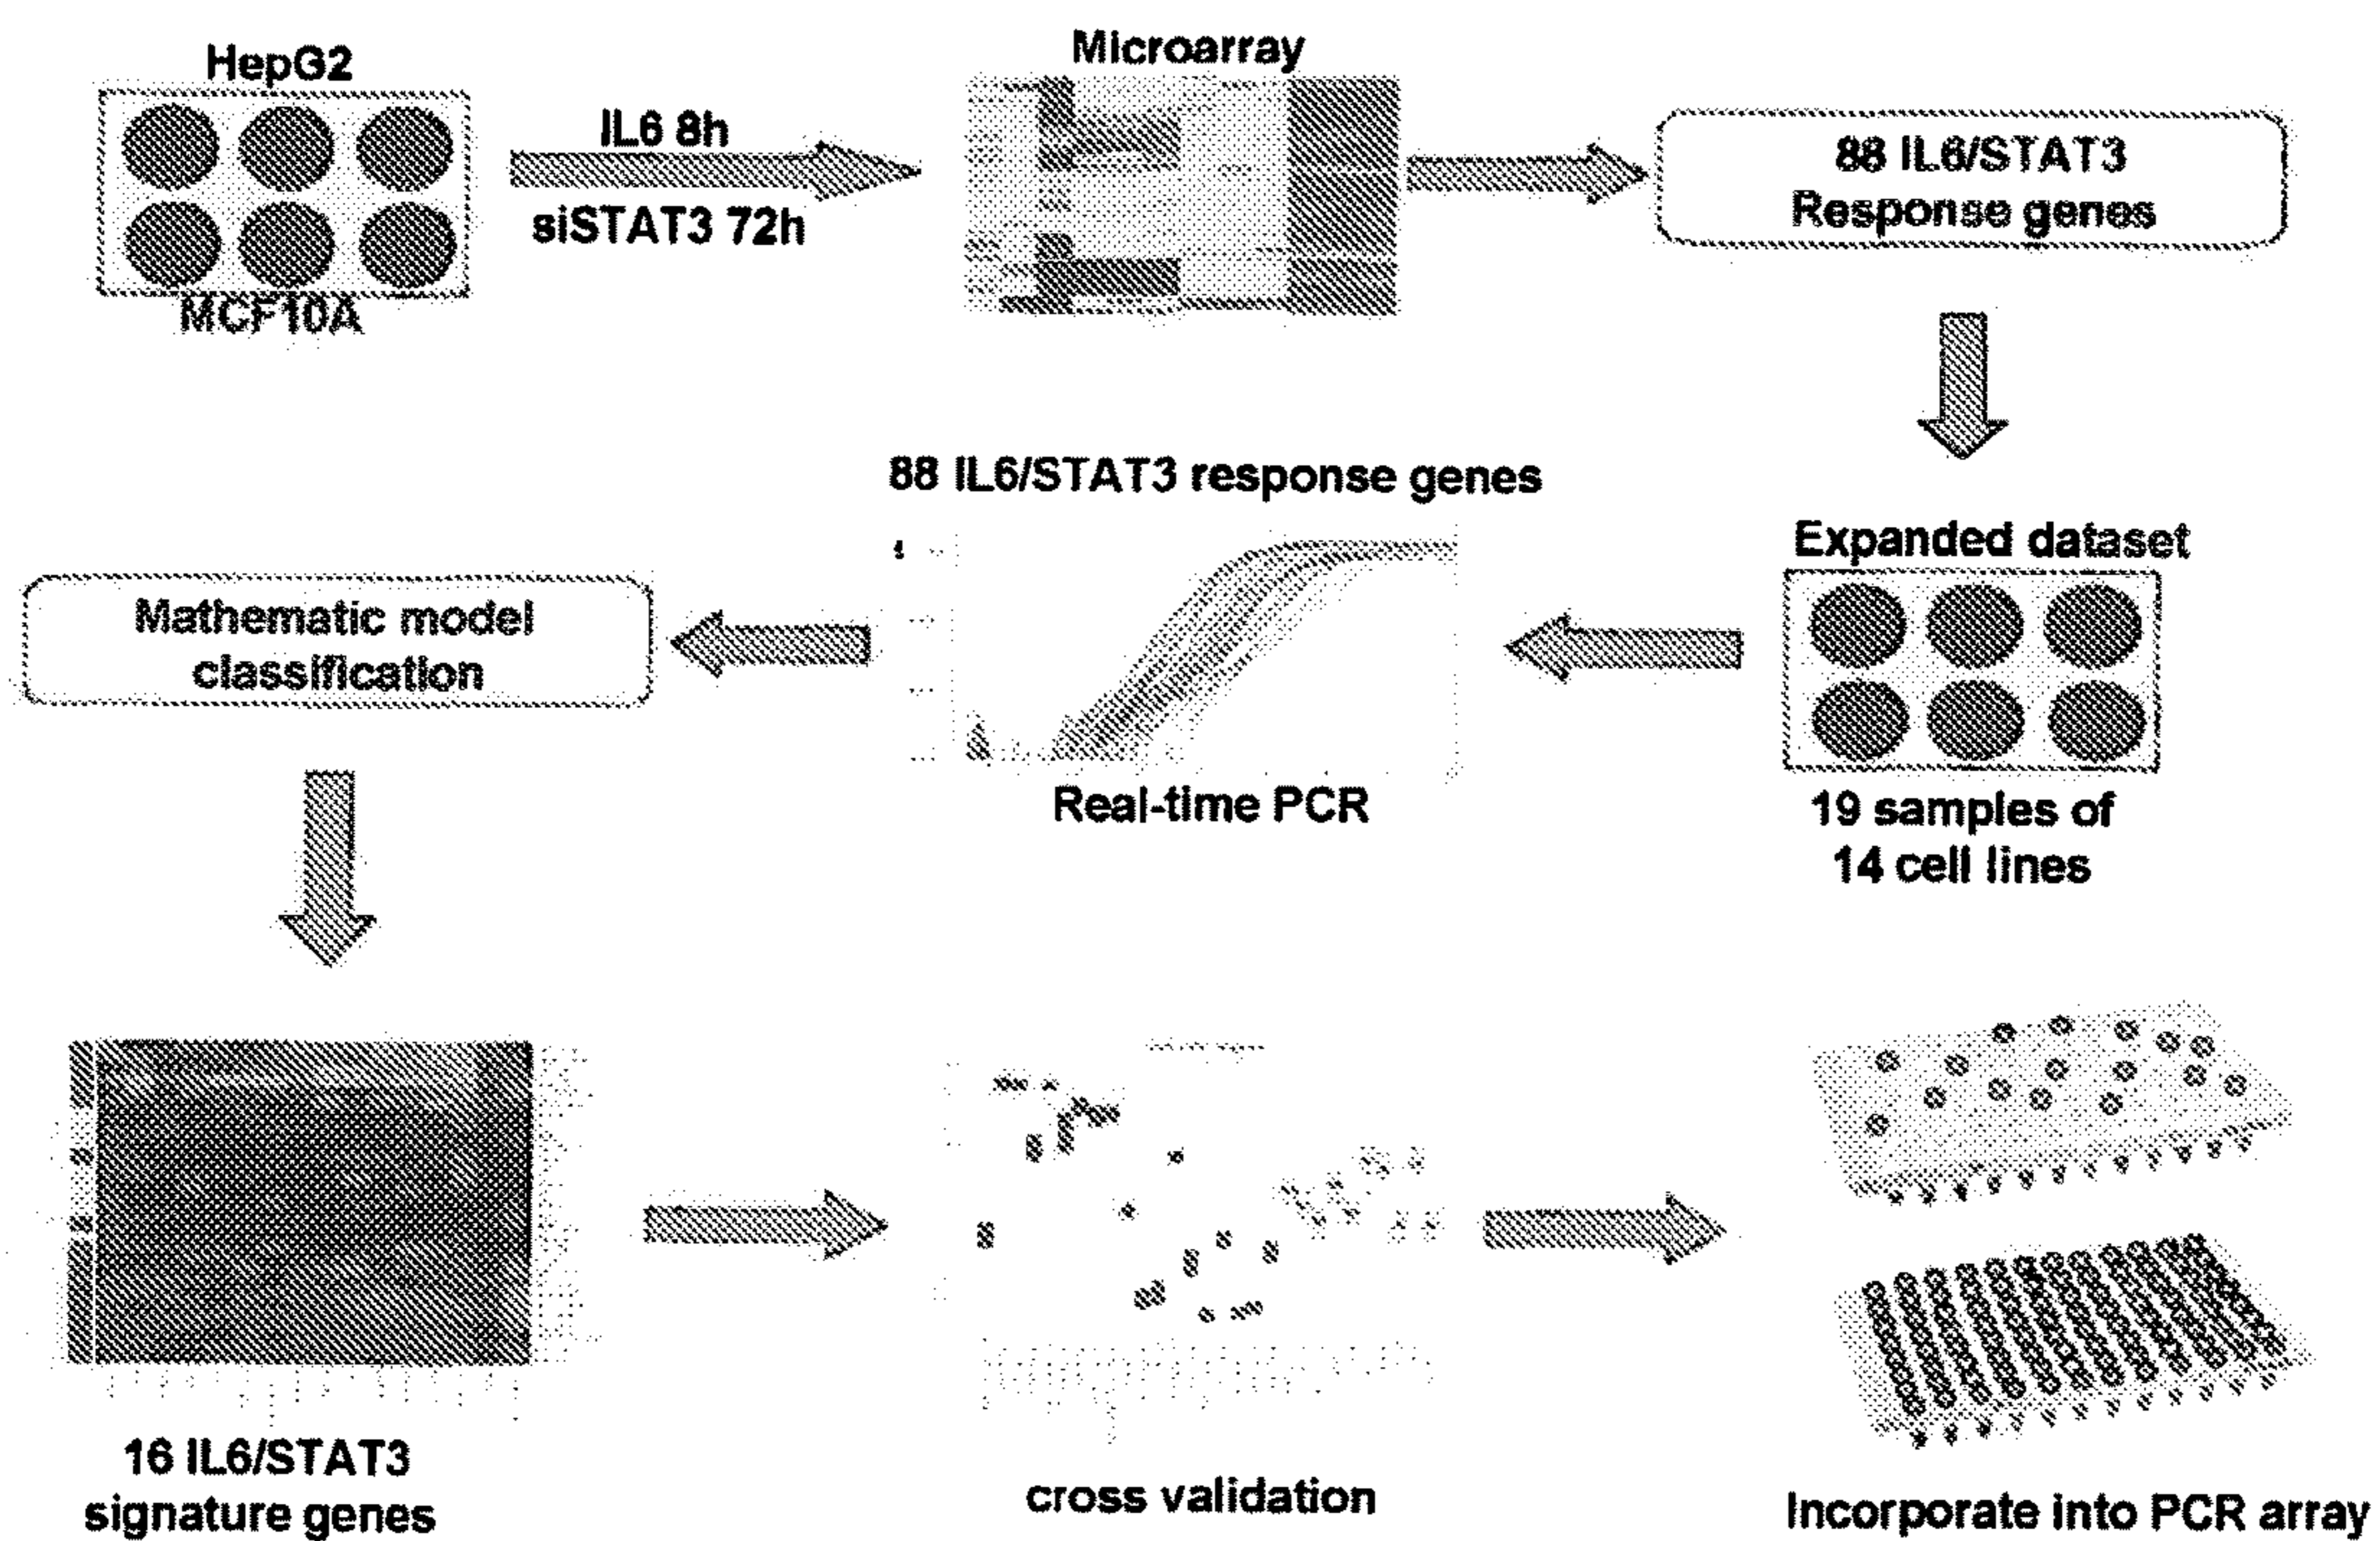 HepG2
MCF10A
IL6 8h
siSTAT3 72h
Microarray
88 IL6/STAT3
Response genes
88 IL6/STAT3 response genes
Real-time PCR
Expanded dataset
19 samples of
14 cell lines
Mathematic model
classification
16 IL6/STAT3
signature genes
cross validation
Incorporate into PCR array